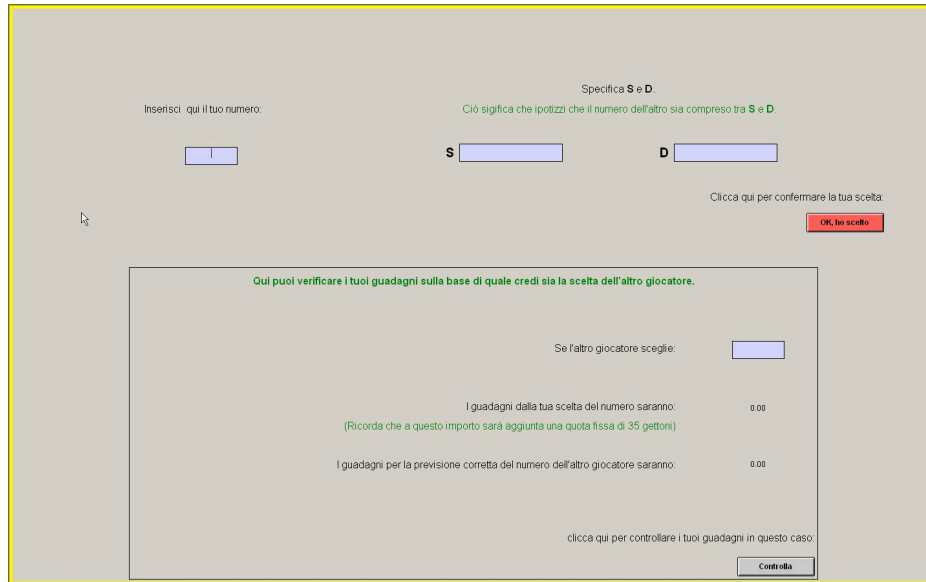 Specifica S e D.
Inserisci qui il tuo numero:
Ciò sigifica che ipotizzi che il numero dell'altro sia compreso tra S e D.
S
D
Clicca qui per confermare la tua scelta:
OK, ho scelto
Qui puoi verificare i tuoi guadagni sulla base di quale credi sia la scelta dell'altro giocatore.
Se l'altro giocatore sceglie:
I guadagni dalla tua scelta del numero saranno: 0.00
(Ricorda che a questo importo sarà aggiunta una quota fissa di 35 gettoni)
I guadagni per la previsione corretta del numero dell'altro giocatore saranno: 0.00
clicca qui per controllare i tuoi guadagni in questo caso:
Controlla